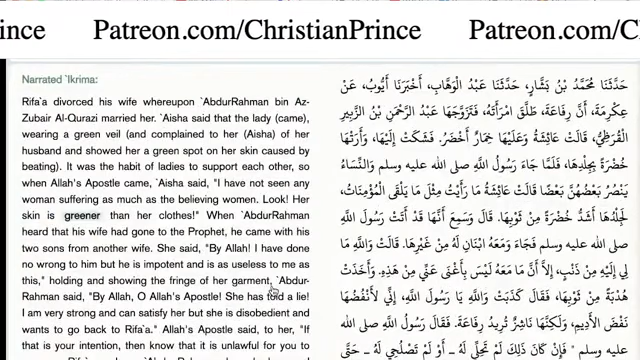 ince Patreon.com/ChristianPrince Patreon.com/C
Narrated `Ikrima:
Rifa`a divorced his wife whereupon `AbdurRahman bin Az-
Zubair Al-Qurazi married her. `Aisha said that the lady (came),
wearing a green veil (and complained to her (Aisha) of her
husband and showed her a green spot on her skin caused by
beating). It was the habit of ladies to support each other, so
when Allah's Apostle came, `Aisha said, "I have not seen any
woman suffering as much as the believing women. Look! Her
skin is greener than her clothes!" When `AbdurRahman
heard that his wife had gone to the Prophet, he came with his
two sons from another wife. She said, "By Allah! I have done
no wrong to him but he is impotent and is as useless to me as
this," holding and showing the fringe of her garment, `Abdur-
Rahman said, "By Allah, O Allah's Apostle! She has told a lie!
I am very strong and can satisfy her but she is disobedient and
wants to go back to Rifa`a." Allah's Apostle said, to her, "If
that is your intention, then know that it is unlawful for you to
حَدَّثَنَا مُحَمَّدُ بْنُ بَشَّارٍ، حَدَّثَنَا عَبْدُ الْوَهَّابِ، أَخْبَرَنَا أَيُّوبُ، عَنْ
عِكْرِمَةَ، أَنَّ رِفَاعَةَ، طَلَّقَ امْرَأَتَهُ، فَتَزَوَّجَهَا عَبْدُ الرَّحْمَنِ بْنُ الزَّبِيرِ
الْقُرَظِيُّ، قَالَتْ عَائِشَةُ وَعَلَيْهَا خِمَارٌ أَخْضَرُ‏.‏ فَشَكَتْ إِلَيْهَا، وَأَرَتْهَا
خُضْرَةً بِجِلْدِهَا، فَلَمَّا جَاءَ رَسُولُ اللَّهِ صلى الله عليه وسلم وَالنِّسَاءُ
يَنْصُرُ بَعْضُهُنَّ بَعْضًا قَالَتْ عَائِشَةُ مَا رَأَيْتُ مِثْلَ مَا يَلْقَى الْمُؤْمِنَاتُ،
لَجِلْدُهَا أَشَدُّ خُضْرَةً مِنْ ثَوْبِهَا‏.‏ قَالَ وَسَمِعَ أَنَّهَا قَدْ أَتَتْ رَسُولَ اللَّهِ
صلى الله عليه وسلم فَجَاءَ وَمَعَهُ ابْنَانِ لَهُ مِنْ غَيْرِهَا‏.‏ قَالَتْ وَاللَّهِ مَا
لِي إِلَيْهِ مِنْ ذَنْبٍ، إِلاَّ أَنَّ مَا مَعَهُ لَيْسَ بِأَغْنَى عَنِّي مِنْ هَذِهِ‏.‏ وَأَخَذَتْ
هُدْبَةً مِنْ ثَوْبِهَا، فَقَالَ كَذَبَتْ وَاللَّهِ يَا رَسُولَ اللَّهِ، إِنِّي لأَنْفُضُهَا
نَفْضَ الأَدِيمِ، وَلَكِنَّهَا نَاشِزٌ تُرِيدُ رِفَاعَةَ‏.‏ فَقَالَ رَسُولُ اللَّهِ صلى الله
عليه وسلم ‏"‏ فَإِنْ كَانَ ذَلِكِ لَمْ تَحِلِّي لَهُ ـ أَوْ لَمْ تَصْلُحِي لَهُ ـ حَتَّى